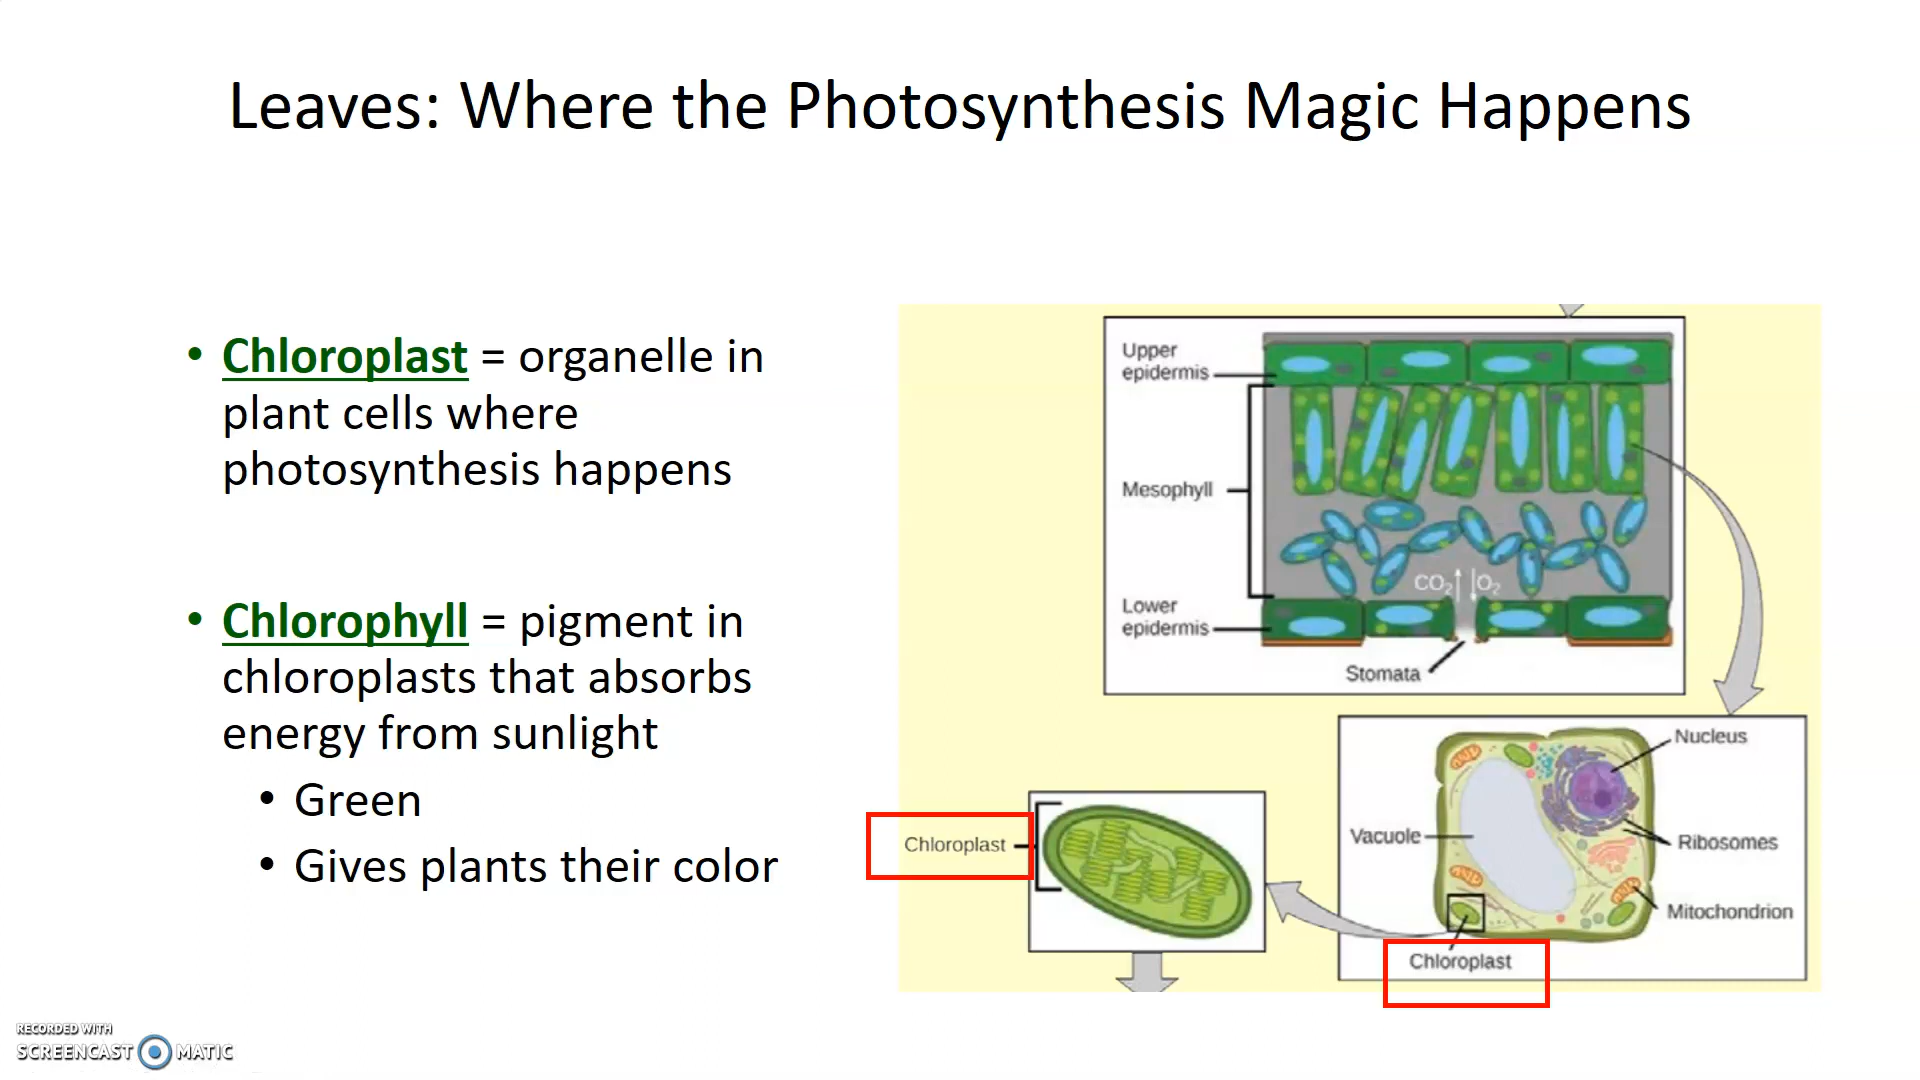 Leaves: Where the Photosynthesis Magic Happens
• Chloroplast = organelle in
plant cells where
photosynthesis happens
• Chlorophyll = pigment in
chloroplasts that absorbs
energy from sunlight
• Green
• Gives plants their color
Upper
epidermis
Mesophyll
CO₂ O₂
Lower
epidermis
Stomata
Nucleus
Vacuole
Ribosomes
Mitochondrion
Chloroplast
Chloroplast
RECORDED WITH
SCREENCAST MATIC